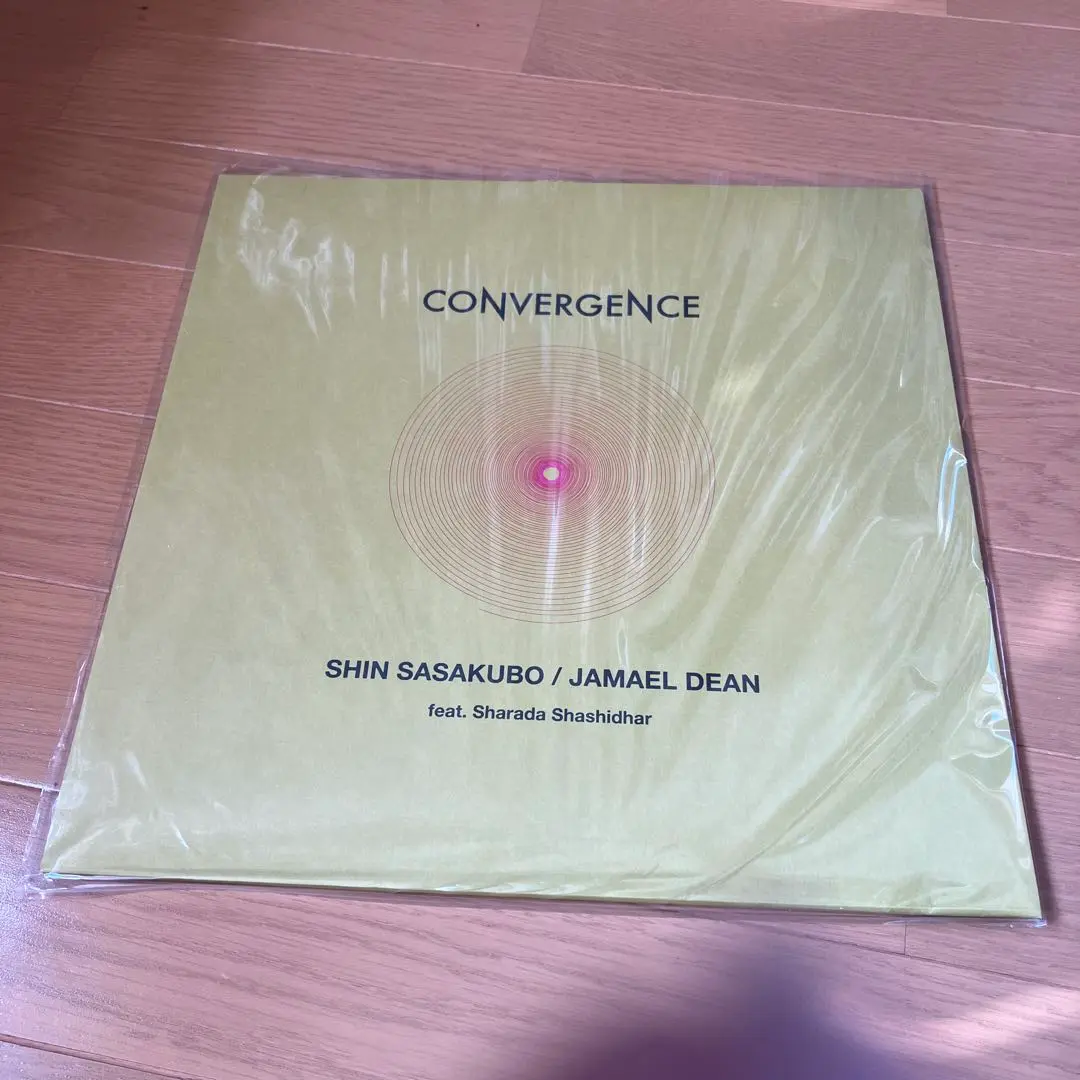 CONVERGENCE
SHIN SASAKUBO / JAMAEL DEAN
feat. Sharada Shashidhar